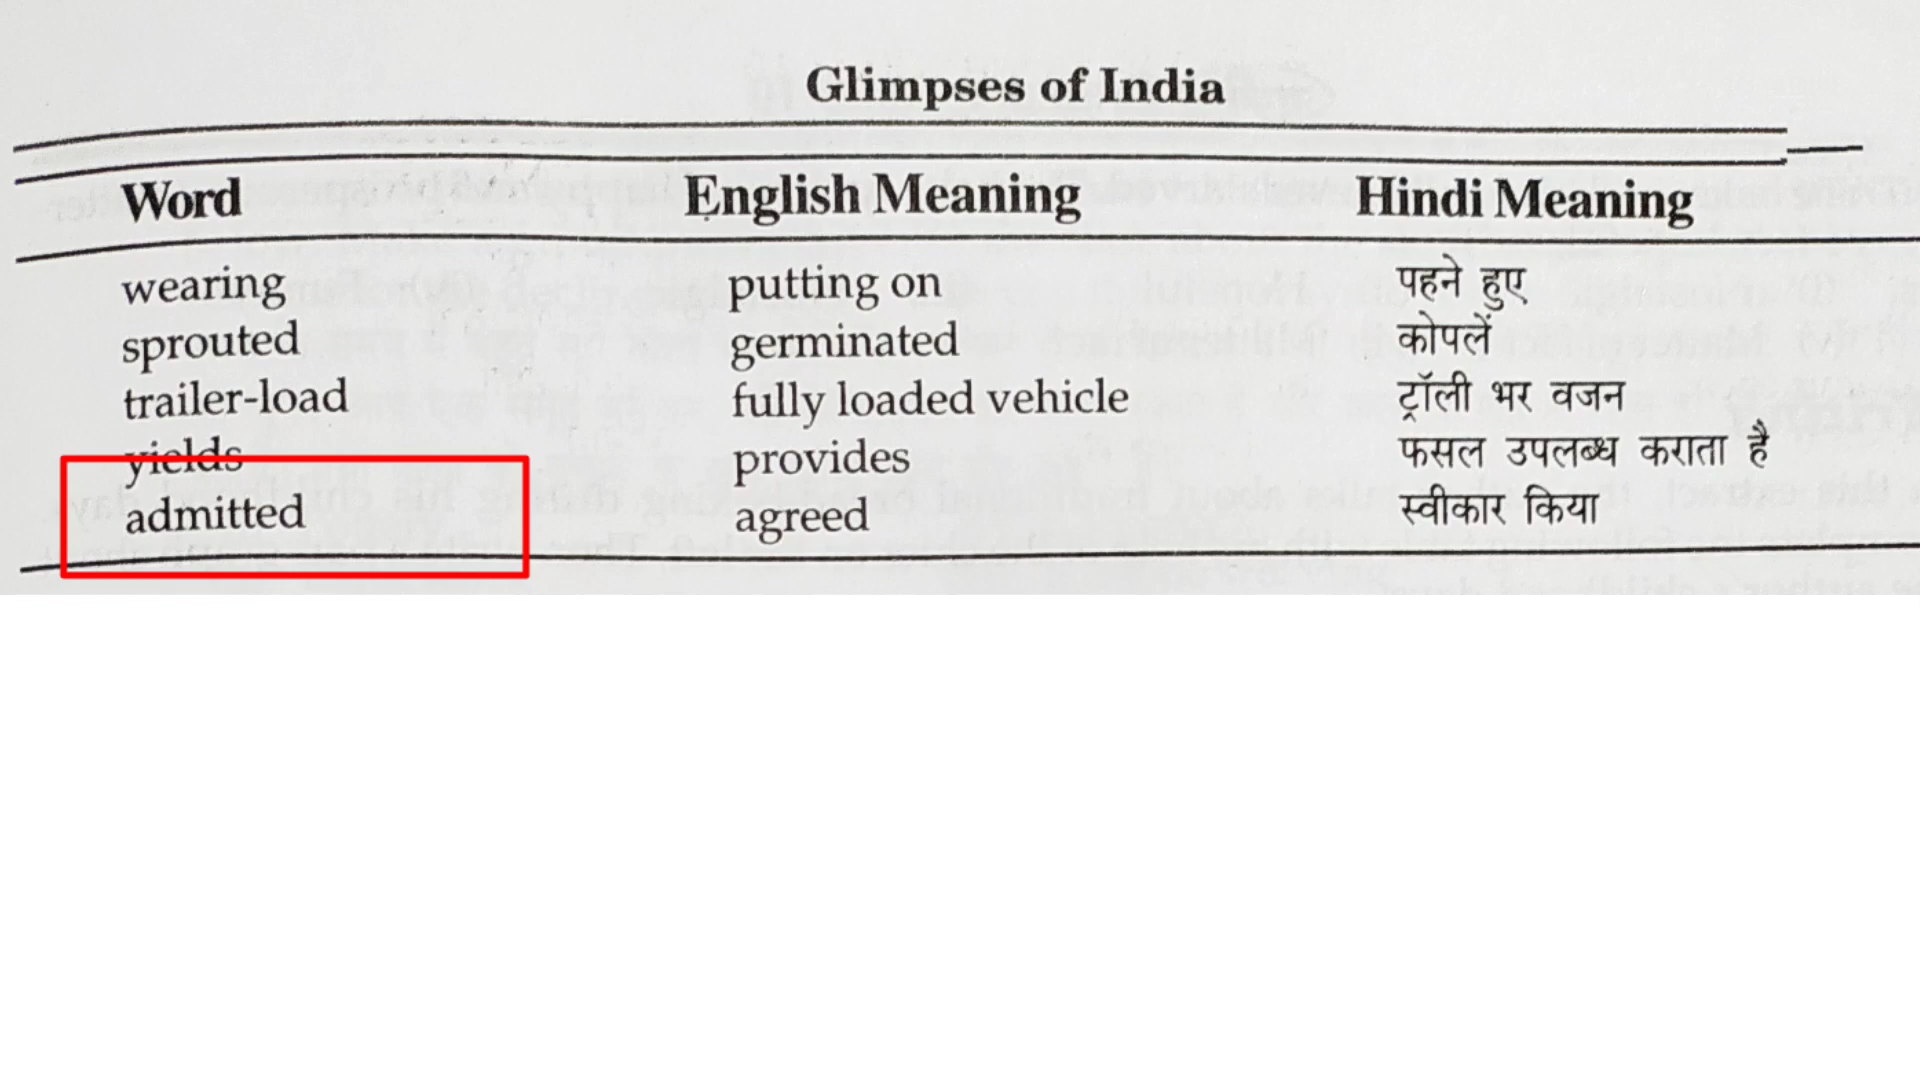 Glimpses of India
Word English Meaning Hindi Meaning
wearing putting on पहने हुए
sprouted germinated कोपलें
trailer-load fully loaded vehicle ट्रॉली भर वजन
yields provides फसल उपलब्ध कराता है
admitted agreed स्वीकार किया